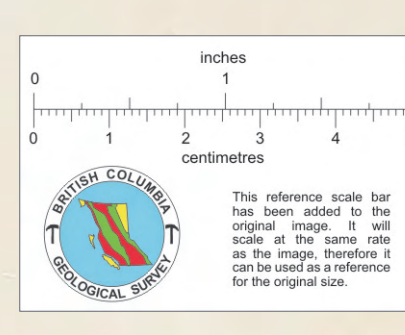 inches
0 1
0 1 2 3 4
centimetres
BRITISH COLUMBIA
GEOLOGICAL SURVEY
This reference scale bar
has been added to the
original image. It will
scale at the same rate
as the image, therefore it
can be used as a reference
for the original size.